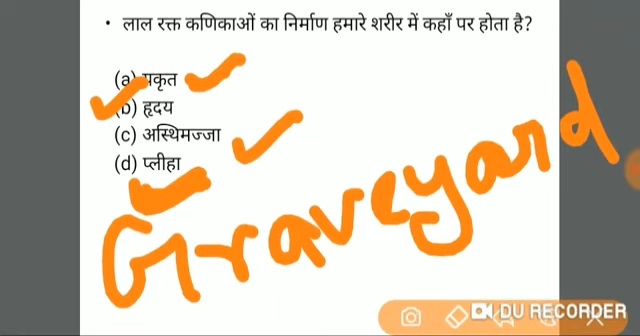 • लाल रक्त कणिकाओं का निर्माण हमारे शरीर में कहाँ पर होता है?
(a) यकृत
(b) हृदय
(c) अस्थिमज्जा
(d) प्लीहा
Graveyard
DU RECORDER